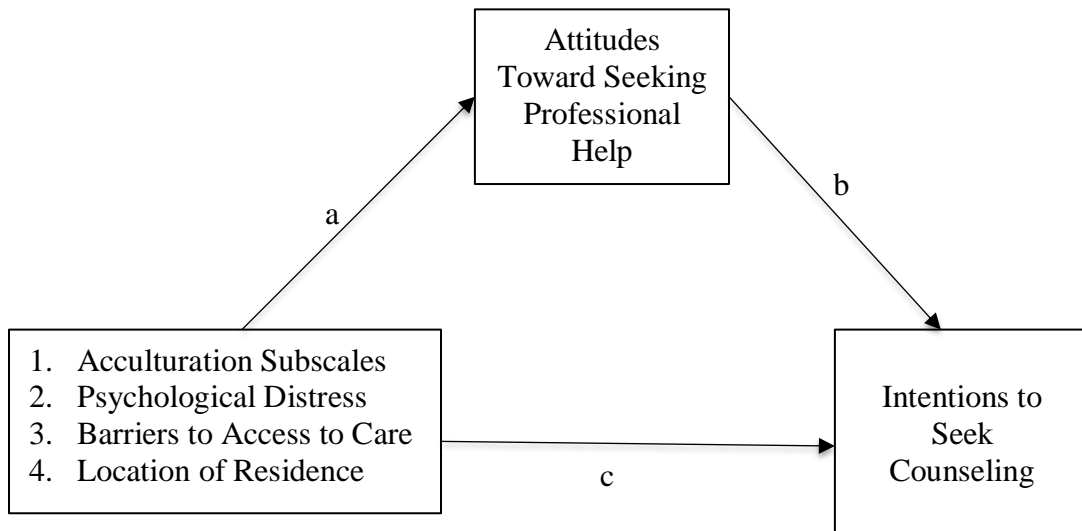 Attitudes
Toward Seeking
Professional
Help
a
b
1. Acculturation Subscales
2. Psychological Distress
3. Barriers to Access to Care
4. Location of Residence
c
Intentions to
Seek
Counseling